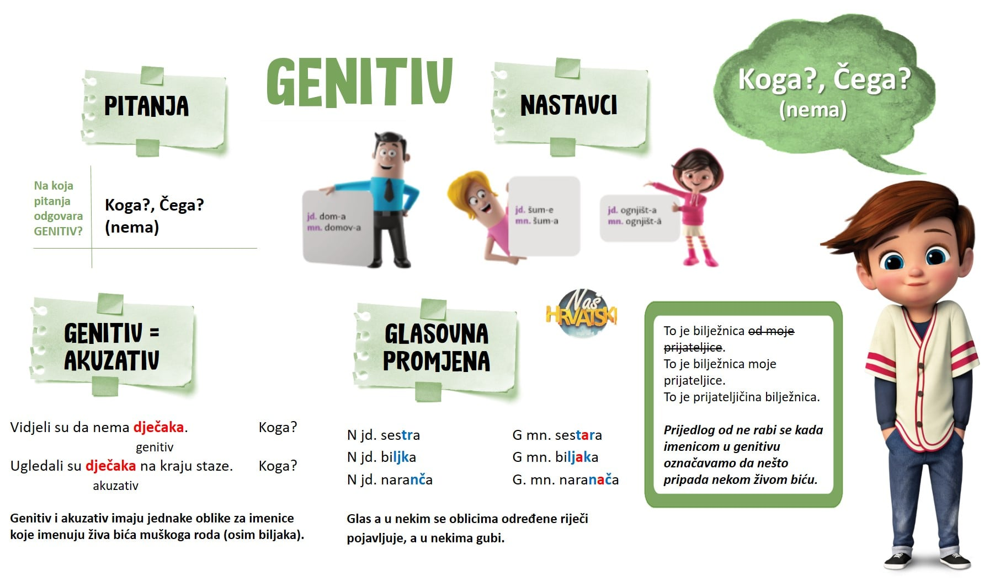 GENITIV
PITANJA
NASTAVCI
Koga?, Čega?
(nema)
Na koja
pitanja
odgovara
GENITIV?
Koga?, Čega?
(nema)
jd. dom-a
mn. domov-a
jd. šum-e
mn. šum-a
jd. ognjišt-a
mn. ognjišt-ā
GENITIV =
AKUZATIV
Vidjeli su da nema dječaka. Koga?
genitiv
Ugledali su dječaka na kraju staze. Koga?
akuzativ
Genitiv i akuzativ imaju jednake oblike za imenice
koje imenuju živa bića muškoga roda (osim biljaka).
GLASOVNA
PROMJENA
N jd. sestra G mn. sestara
N jd. biljka G mn. biljaka
N jd. naranča G. mn. naranača
Glas a u nekim se oblicima određene riječi
pojavljuje, a u nekima gubi.
Naš
HRVATSKI
To je bilježnica od moje
prijateljice.
To je bilježnica moje
prijateljice.
To je prijateljičina bilježnica.
Prijedlog od ne rabi se kada
imenicom u genitivu
označavamo da nešto
pripada nekom živom biću.